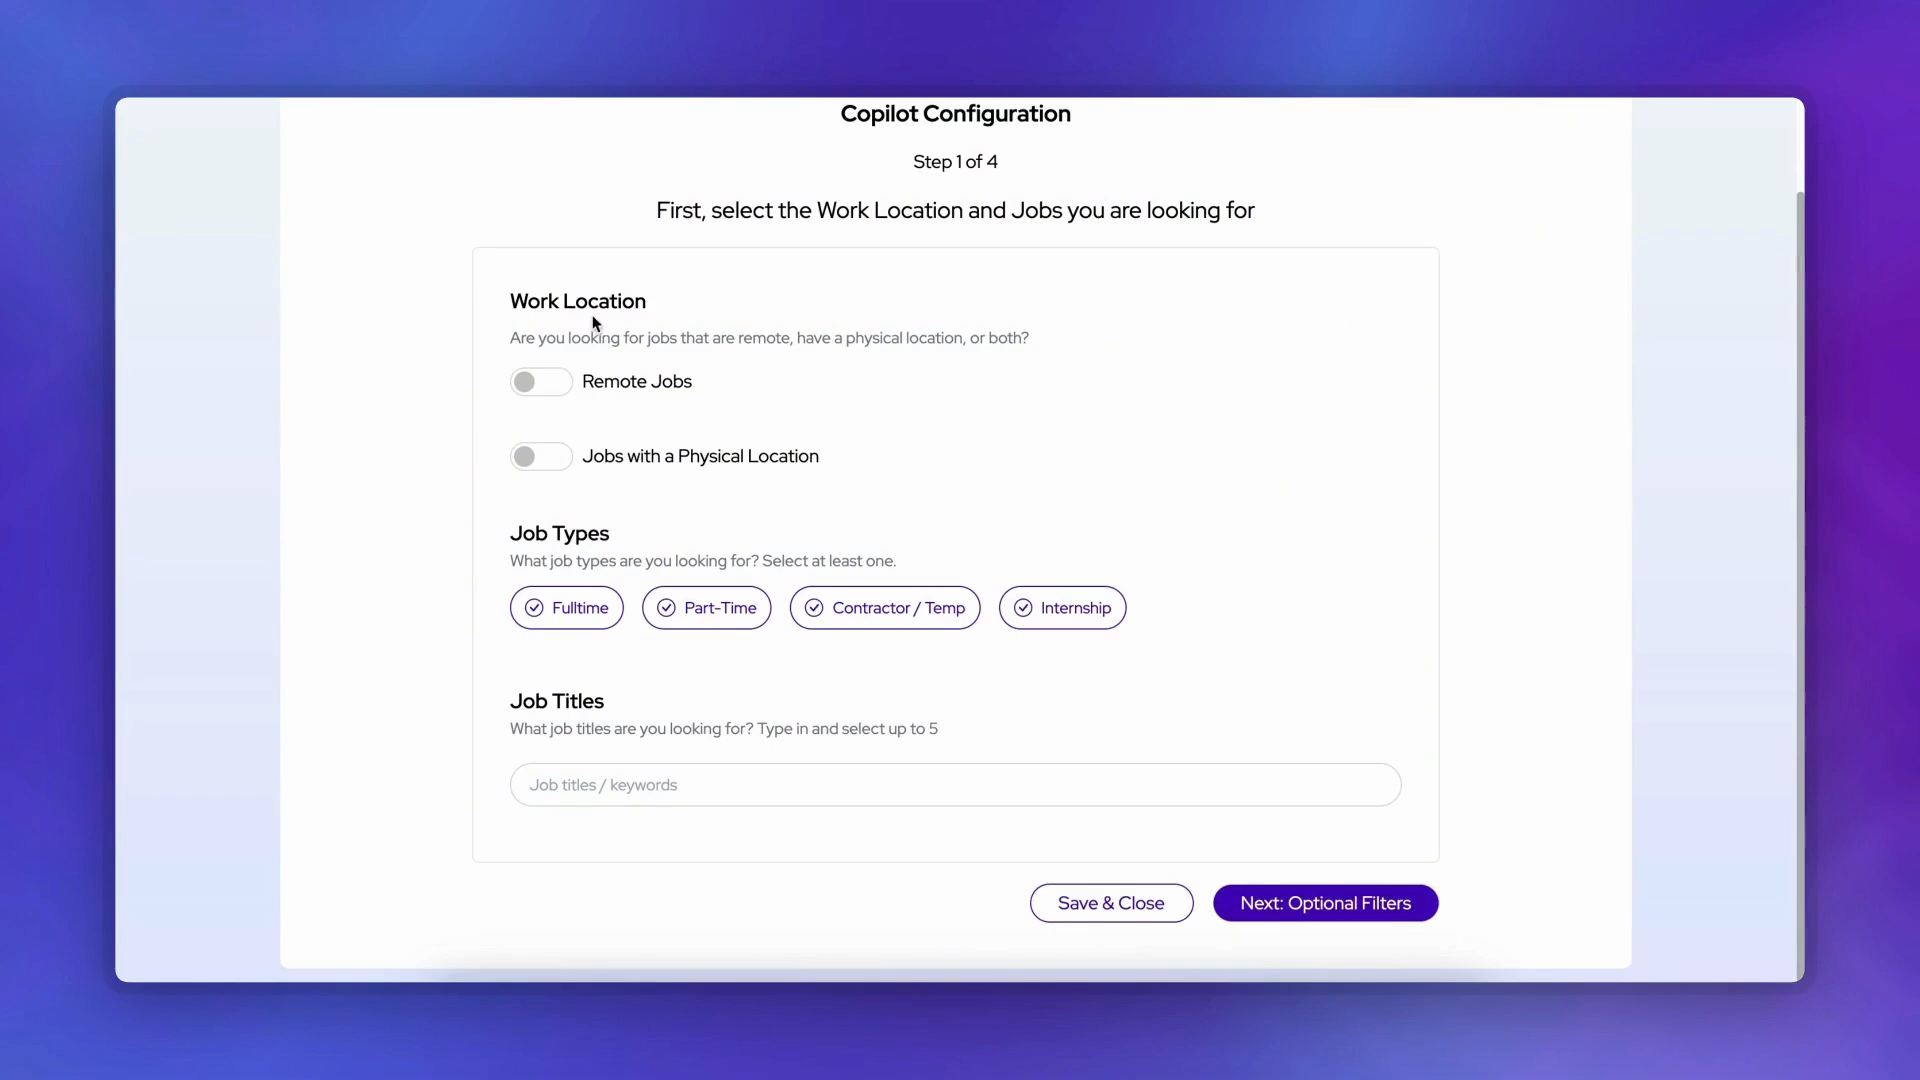 Copilot Configuration
Step 1 of 4
First, select the Work Location and Jobs you are looking for
Work Location
Are you looking for jobs that are remote, have a physical location, or both?
Remote Jobs
Jobs with a Physical Location
Job Types
What job types are you looking for? Select at least one.
Fulltime Part-Time Contractor / Temp Internship
Job Titles
What job titles are you looking for? Type in and select up to 5
Job titles / keywords
Save & Close Next: Optional Filters